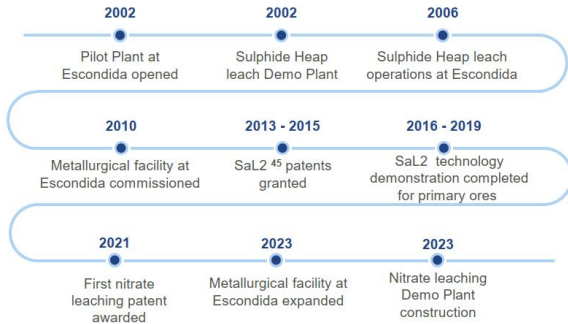 2002
2002
2006
Pilot Plant at
Escondida opened
Sulphide Heap
leach Demo Plant
Sulphide Heap leach
operations at Escondida
2010
2013 - 2015
2016 - 2019
Metallurgical facility at
Escondida commissioned
SaL2 45 patents
granted
SaL2 technology
demonstration completed
for primary ores
2021
2023
2023
First nitrate
leaching patent
awarded
Metallurgical facility at
Escondida expanded
Nitrate leaching
Demo Plant
construction